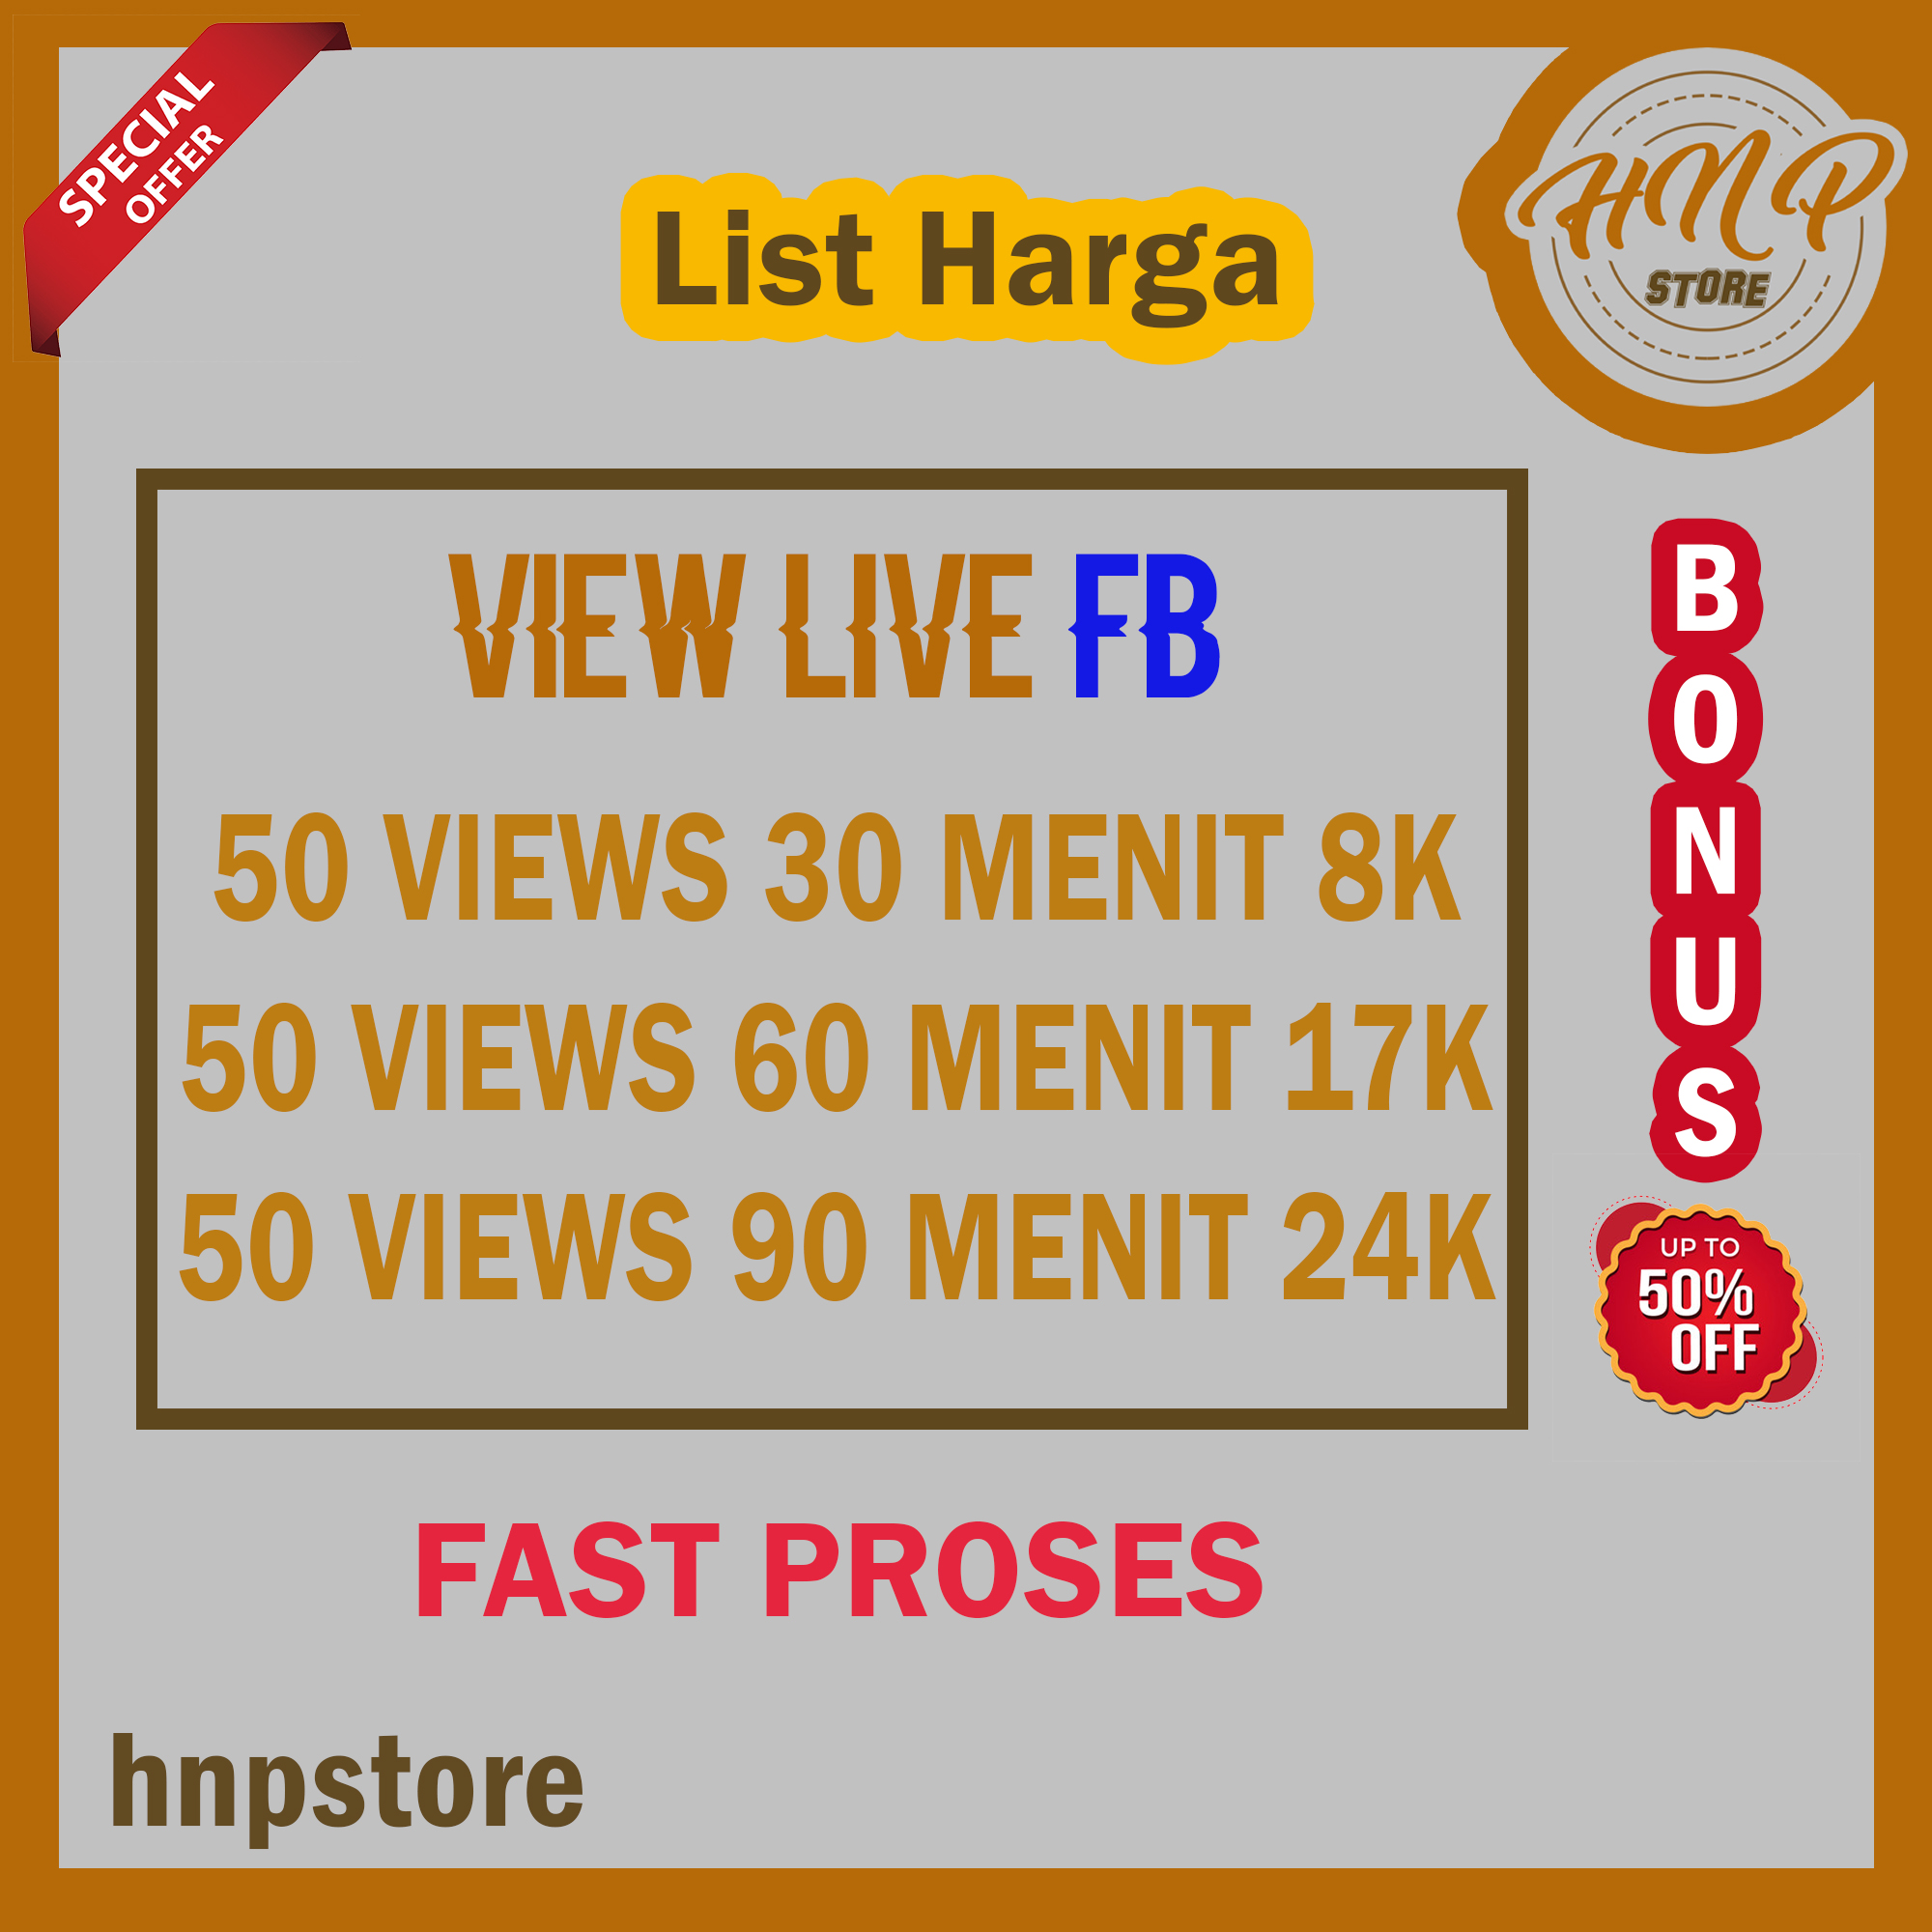 SPECIAL
OFFER
HNP
STORE
List Harga
VIEW LIVE FB
50 VIEWS 30 MENIT 8K
50 VIEWS 60 MENIT 17K
50 VIEWS 90 MENIT 24K
BONUS
UP TO
50%
OFF
FAST PROSES
hnpstore